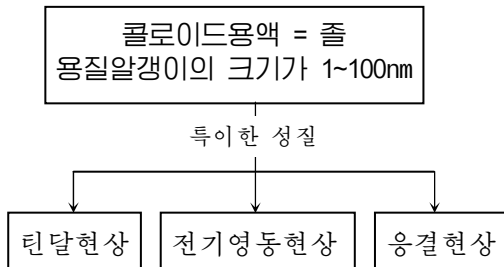 콜로이드용액 = 졸
용질알갱이의 크기가 1~100nm
특이한 성질
틴달현상
전기영동현상
응결현상